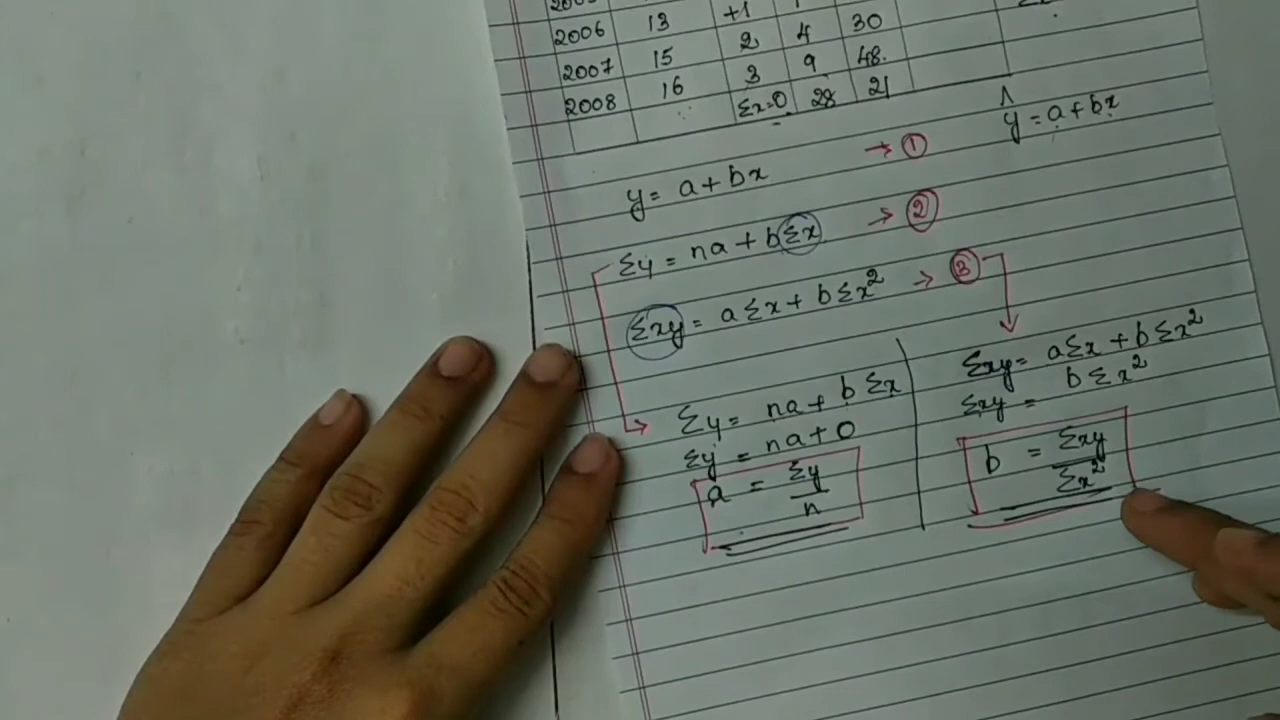 2006 13 +1 1
2007 15 2 4 30
2008 16 3 9 48.
Σx=0 28 21
ŷ = a + bx
y = a + bx → ①
Σy = na + bΣx → ②
Σxy = aΣx + bΣx² → ③
Σy = na + bΣx
Σy = na + 0
a = Σy/n
Σxy = aΣx + bΣx²
Σxy = bΣx²
b = Σxy/Σx²